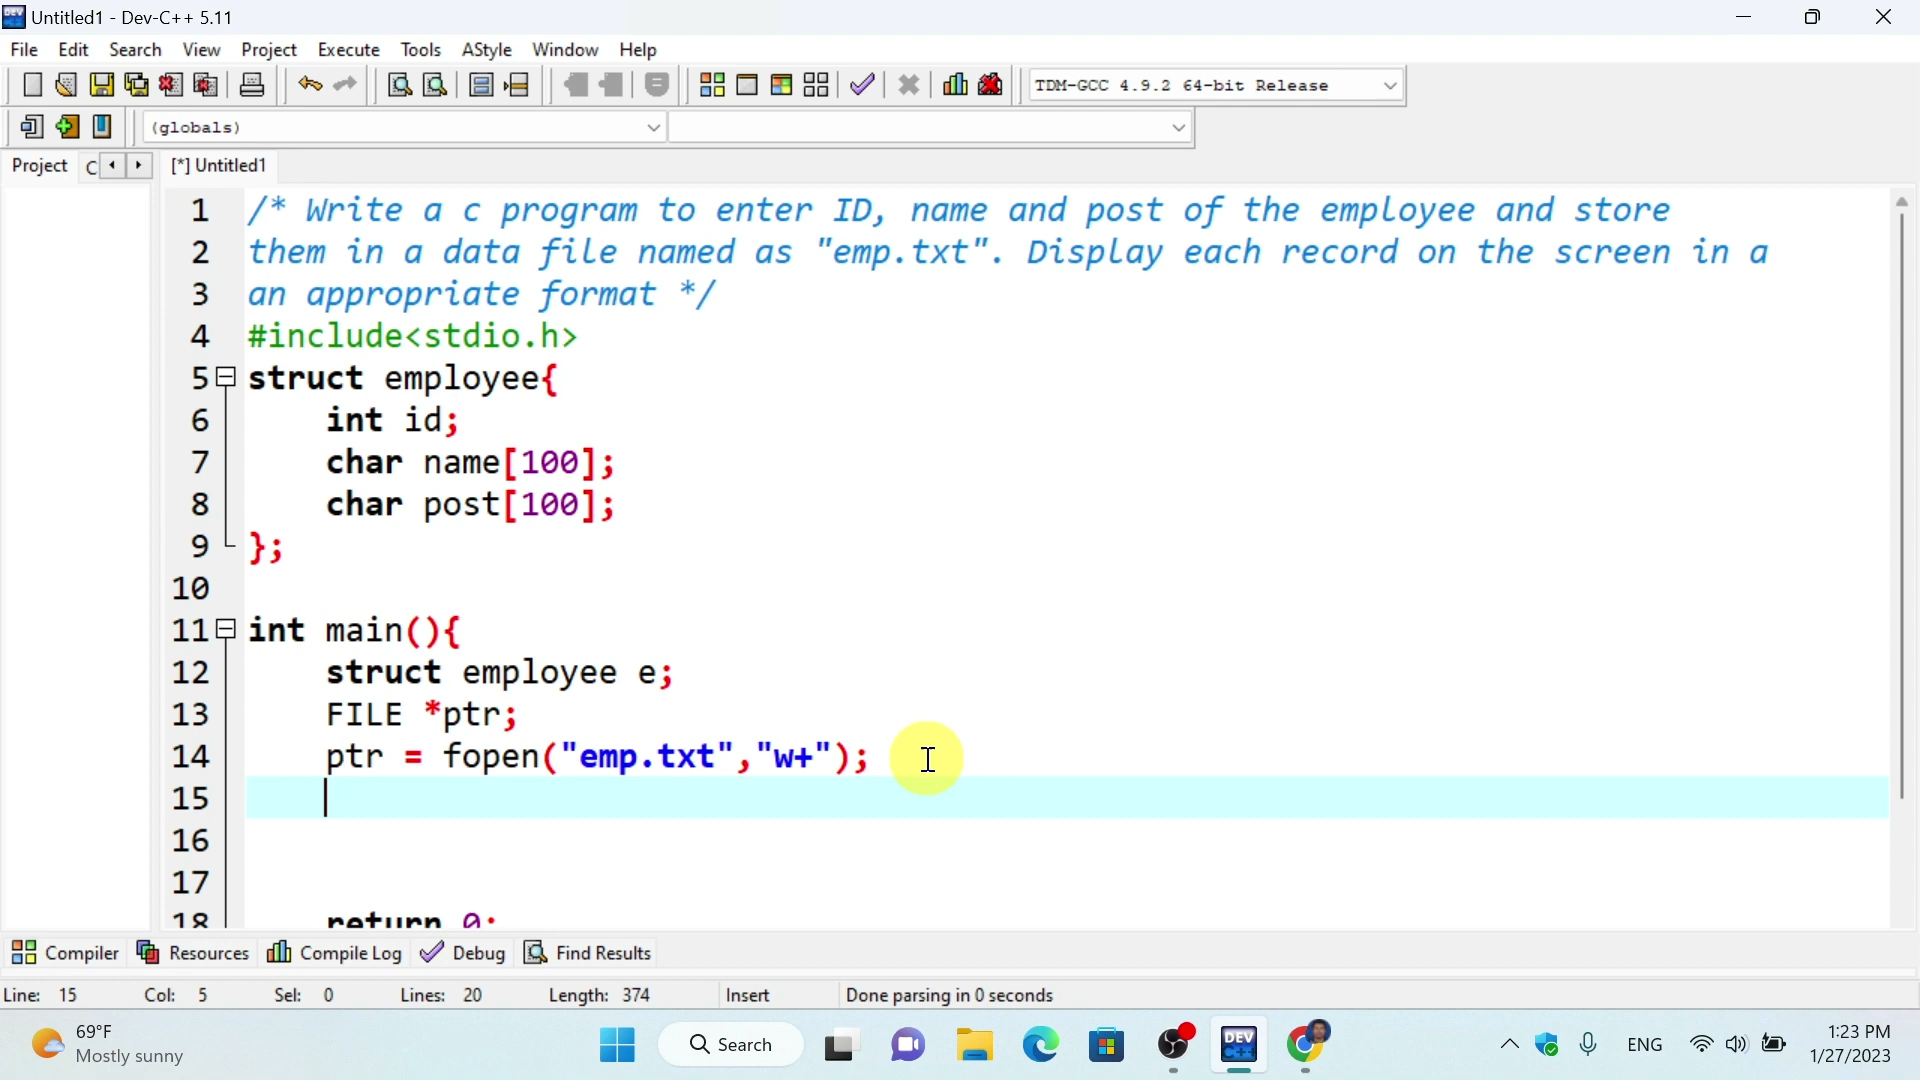 Untitled1 - Dev-C++ 5.11
File Edit Search View Project Execute Tools AStyle Window Help
TDM-GCC 4.9.2 64-bit Release
(globals)
Project C [*] Untitled1
1 /* Write a c program to enter ID, name and post of the employee and store
2 them in a data file named as "emp.txt". Display each record on the screen in a
3 an appropriate format */
4 #include<stdio.h>
5 struct employee{
6 int id;
7 char name[100];
8 char post[100];
9 };
10
11 int main(){
12 struct employee e;
13 FILE *ptr;
14 ptr = fopen("emp.txt","w+");
15
16
17
18 return 0;
Compiler Resources Compile Log Debug Find Results
Line: 15 Col: 5 Sel: 0 Lines: 20 Length: 374 Insert Done parsing in 0 seconds
69°F
Mostly sunny
Search
DEV
C++
ENG
1:23 PM
1/27/2023